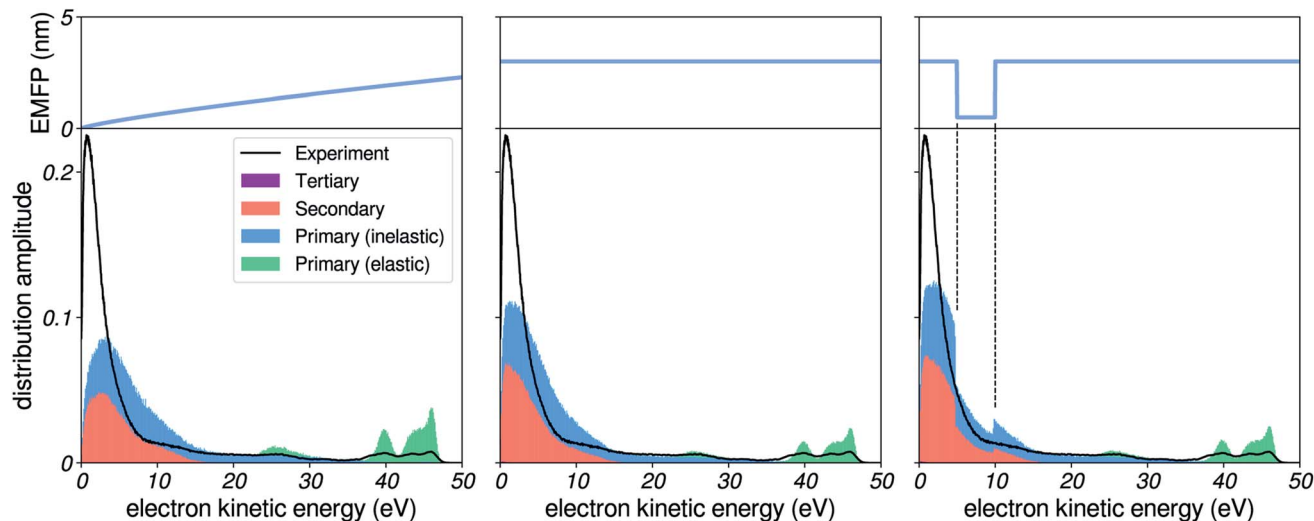 EMFP (nm)
5
0
distribution amplitude
0.2
0.1
0
Experiment
Tertiary
Secondary
Primary (inelastic)
Primary (elastic)
0 10 20 30 40 50
electron kinetic energy (eV)
0 10 20 30 40 50
electron kinetic energy (eV)
0 10 20 30 40 50
electron kinetic energy (eV)